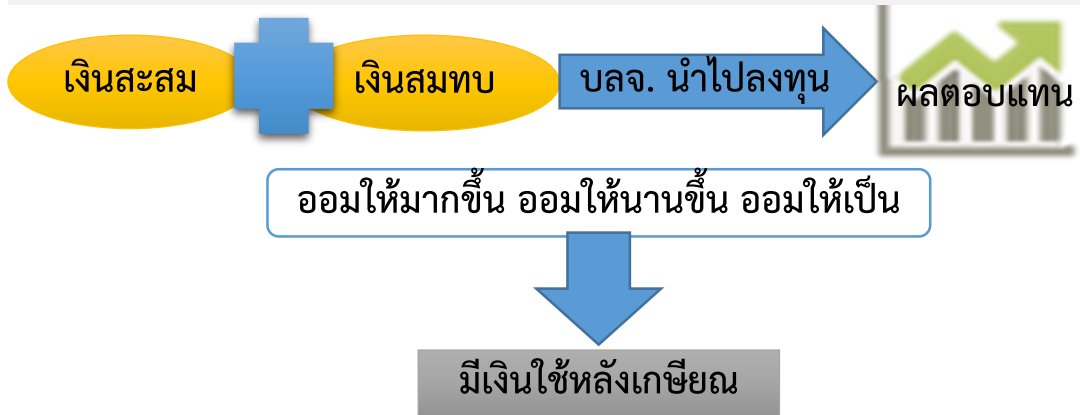 เงินสะสม เงินสมทบ บลจ. นำไปลงทุน ผลตอบแทน
ออมให้มากขึ้น ออมให้นานขึ้น ออมให้เป็น
มีเงินใช้หลังเกษียณ